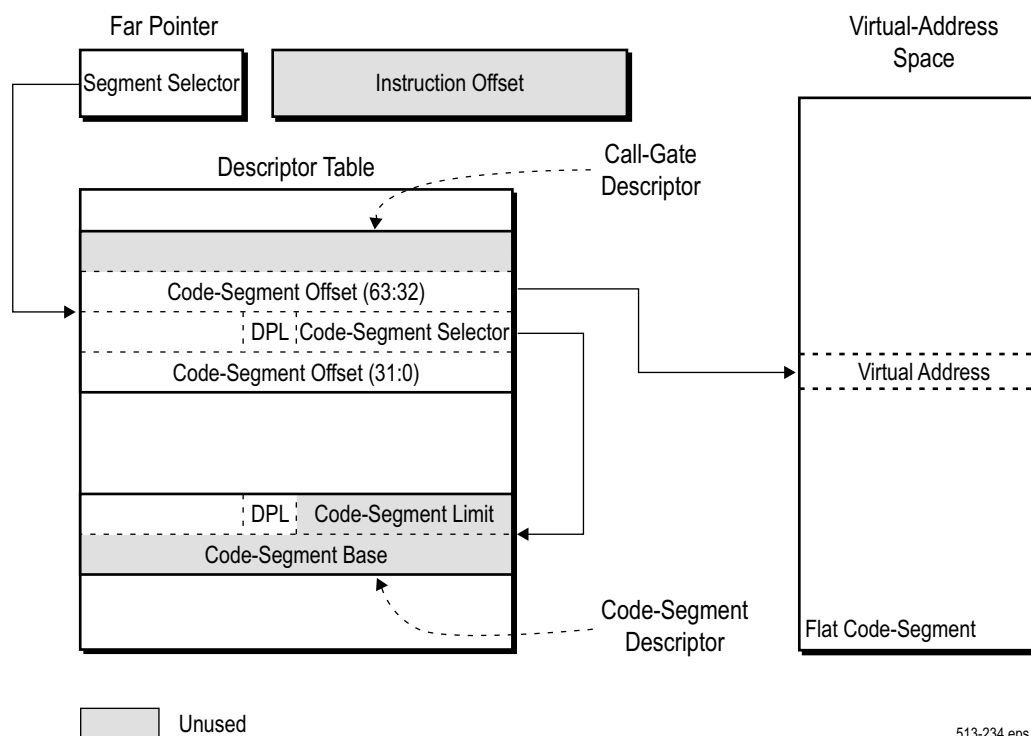 Far Pointer
Virtual-Address
Space
Segment Selector
Instruction Offset
Descriptor Table
Call-Gate
Descriptor
Code-Segment Offset (63:32)
DPL
Code-Segment Selector
Code-Segment Offset (31:0)
Virtual Address
DPL
Code-Segment Limit
Code-Segment Base
Code-Segment
Descriptor
Flat Code-Segment
Unused
513-234.eps